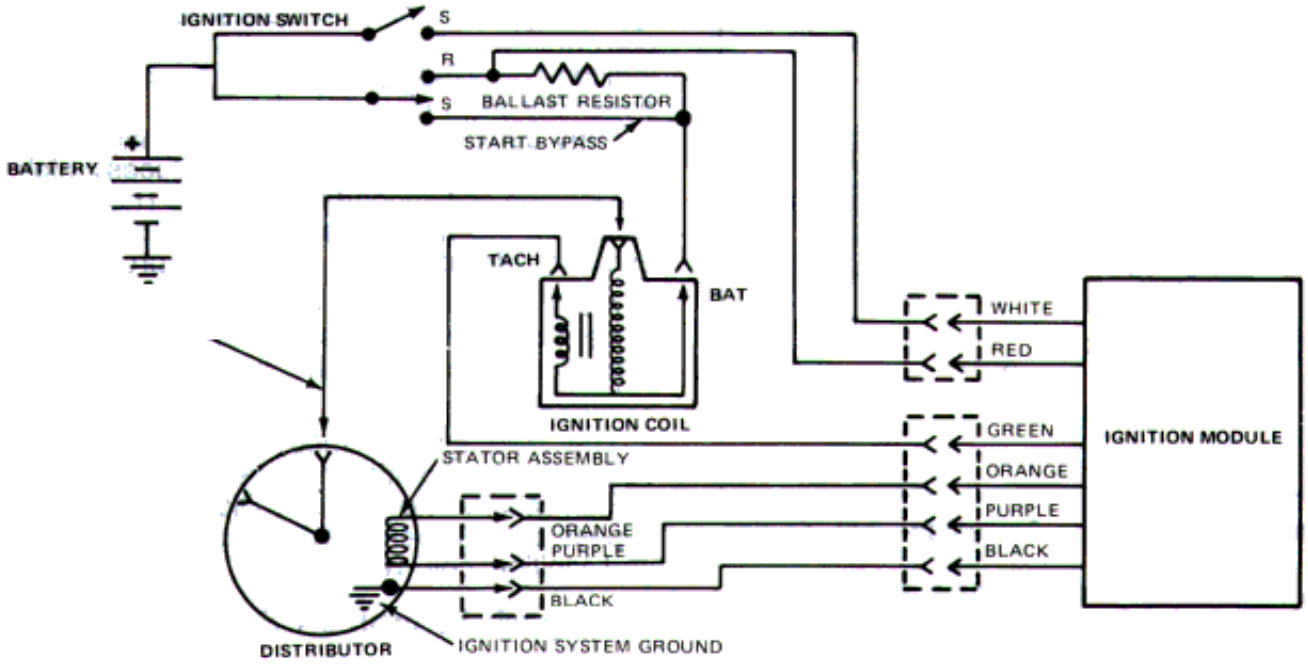 IGNITION SWITCH
S
R
BALLAST RESISTOR
S
START BYPASS
+
BATTERY
TACH
BAT
IGNITION COIL
WHITE
RED
GREEN
ORANGE
PURPLE
BLACK
IGNITION MODULE
STATOR ASSEMBLY
ORANGE
PURPLE
BLACK
IGNITION SYSTEM GROUND
DISTRIBUTOR